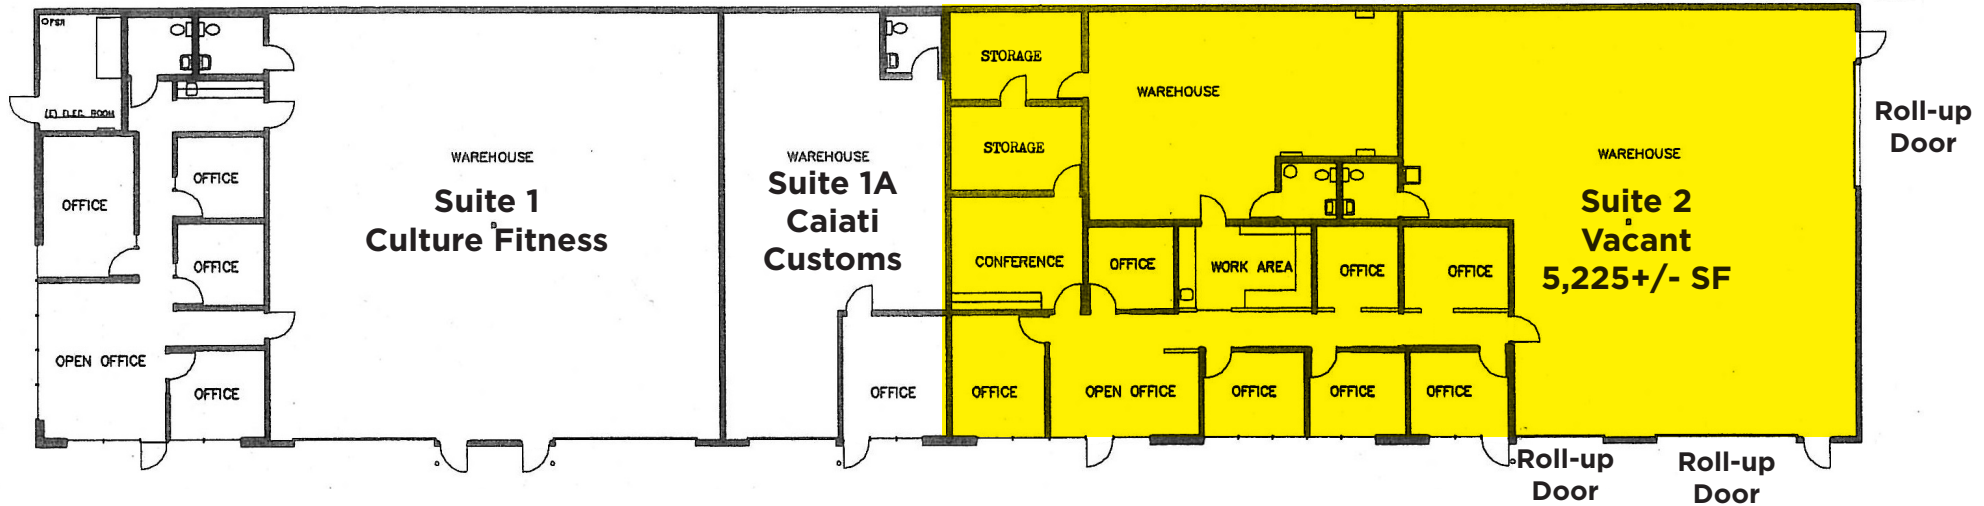 STORAGE
WAREHOUSE
Roll-up
Door
(E) ELEC. ROOM
STORAGE
WAREHOUSE
WAREHOUSE
WAREHOUSE
OFFICE
OFFICE
Suite 1
Culture Fitness
Suite 1A
Caiati
Customs
Suite 2
Vacant
5,225+/- SF
OFFICE
CONFERENCE
OFFICE
WORK AREA
OFFICE
OFFICE
OPEN OFFICE
OFFICE
OFFICE
OFFICE
OPEN OFFICE
OFFICE
OFFICE
OFFICE
Roll-up
Door
Roll-up
Door